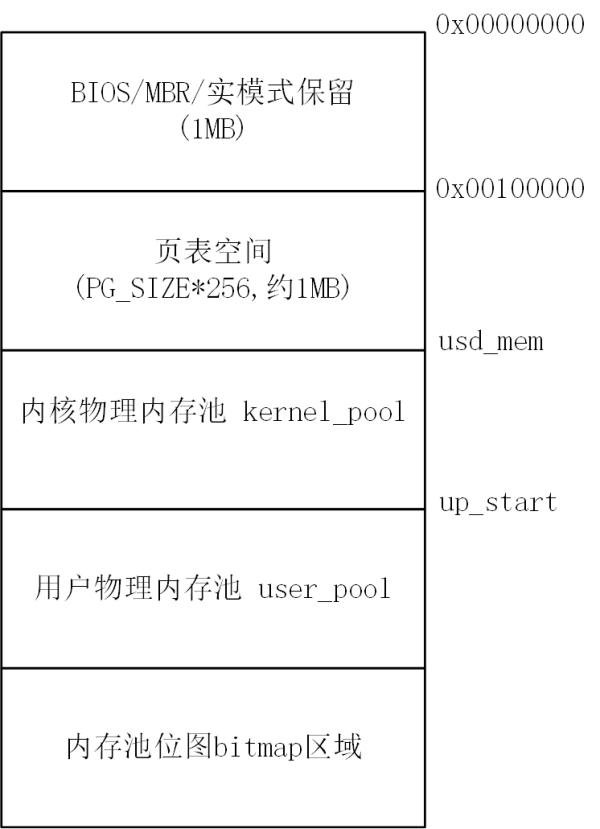 0x00000000
BIOS/MBR/实模式保留
(1MB)
0x00100000
页表空间
(PG_SIZE*256,约1MB)
usd_mem
内核物理内存池 kernel_pool
up_start
用户物理内存池 user_pool
内存池位图bitmap区域